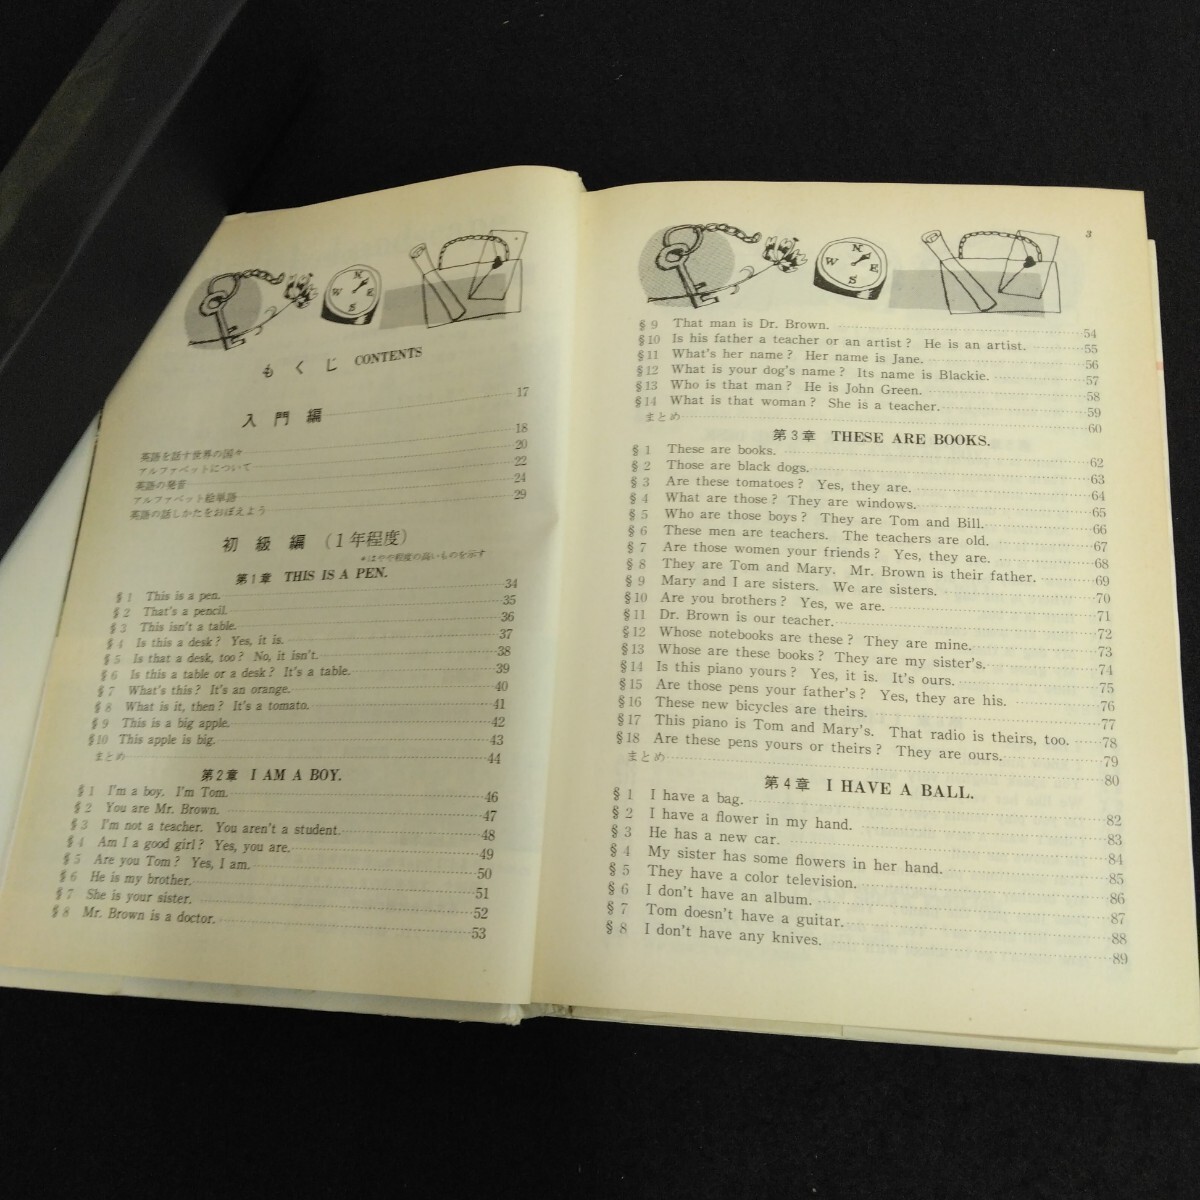 N
W
E
S
もくじ CONTENTS
入門編 17
英語を話す世界の国々 18
アルファベットについて 20
英語の発音 22
アルファベット絵単語 24
英語の話しかたをおぼえよう 29
初級編（1年程度）
*はやや程度の高いものを示す
第1章 THIS IS A PEN.
§1 This is a pen. 34
§2 That's a pencil. 35
§3 This isn't a table. 36
§4 Is this a desk? Yes, it is. 37
§5 Is that a desk, too? No, it isn't. 38
§6 Is this a table or a desk? It's a table. 39
§7 What's this? It's an orange. 40
§8 What is it, then? It's a tomato. 41
§9 This is a big apple. 42
§10 This apple is big. 43
まとめ 44
第2章 I AM A BOY.
§1 I'm a boy. I'm Tom. 46
§2 You are Mr. Brown. 47
§3 I'm not a teacher. You aren't a student. 48
§4 Am I a good girl? Yes, you are. 49
§5 Are you Tom? Yes, I am. 50
§6 He is my brother. 51
§7 She is your sister. 52
§8 Mr. Brown is a doctor. 53
3
N
W
E
S
§9 That man is Dr. Brown. 54
§10 Is his father a teacher or an artist? He is an artist. 55
§11 What's her name? Her name is Jane. 56
§12 What is your dog's name? Its name is Blackie. 57
§13 Who is that man? He is John Green. 58
§14 What is that woman? She is a teacher. 59
まとめ 60
第3章 THESE ARE BOOKS.
§1 These are books. 62
§2 Those are black dogs. 63
§3 Are these tomatoes? Yes, they are. 64
§4 What are those? They are windows. 65
§5 Who are those boys? They are Tom and Bill. 66
§6 These men are teachers. The teachers are old. 67
§7 Are those women your friends? Yes, they are. 68
§8 They are Tom and Mary. Mr. Brown is their father. 69
§9 Mary and I are sisters. We are sisters. 70
§10 Are you brothers? Yes, we are. 71
§11 Dr. Brown is our teacher. 72
§12 Whose notebooks are these? They are mine. 73
§13 Whose are these books? They are my sister's. 74
§14 Is this piano yours? Yes, it is. It's ours. 75
§15 Are those pens your father's? Yes, they are his. 76
§16 These new bicycles are theirs. 77
§17 This piano is Tom and Mary's. That radio is theirs, too. 78
§18 Are these pens yours or theirs? They are ours. 79
まとめ 80
第4章 I HAVE A BALL.
§1 I have a bag. 82
§2 I have a flower in my hand. 83
§3 He has a new car. 84
§4 My sister has some flowers in her hand. 85
§5 They have a color television. 86
§6 I don't have an album. 87
§7 Tom doesn't have a guitar. 88
§8 I don't have any knives. 89